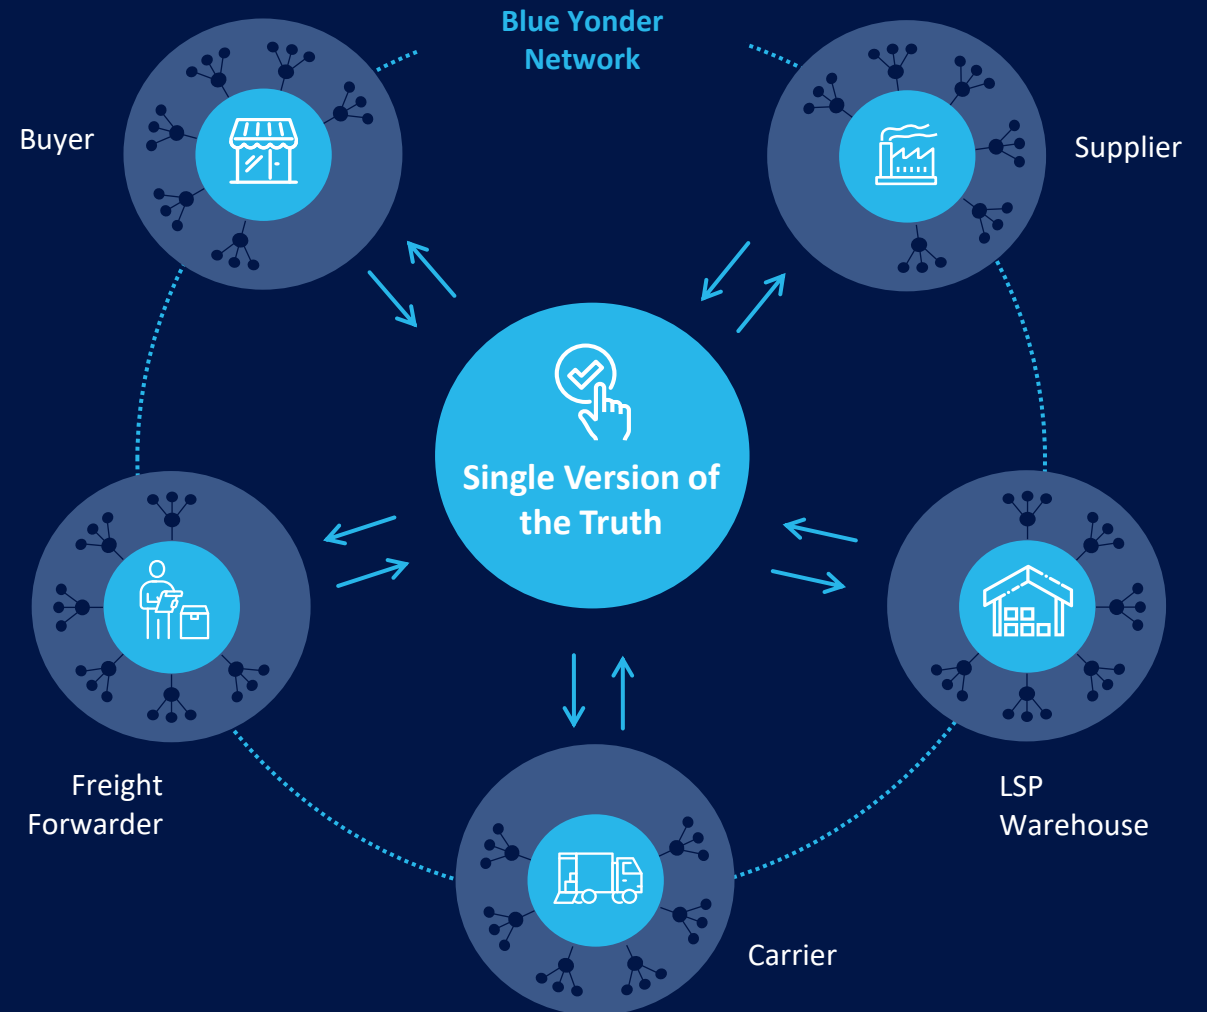 Blue Yonder
Network
Buyer
Supplier
Single Version of
the Truth
Freight
Forwarder
LSP
Warehouse
Carrier